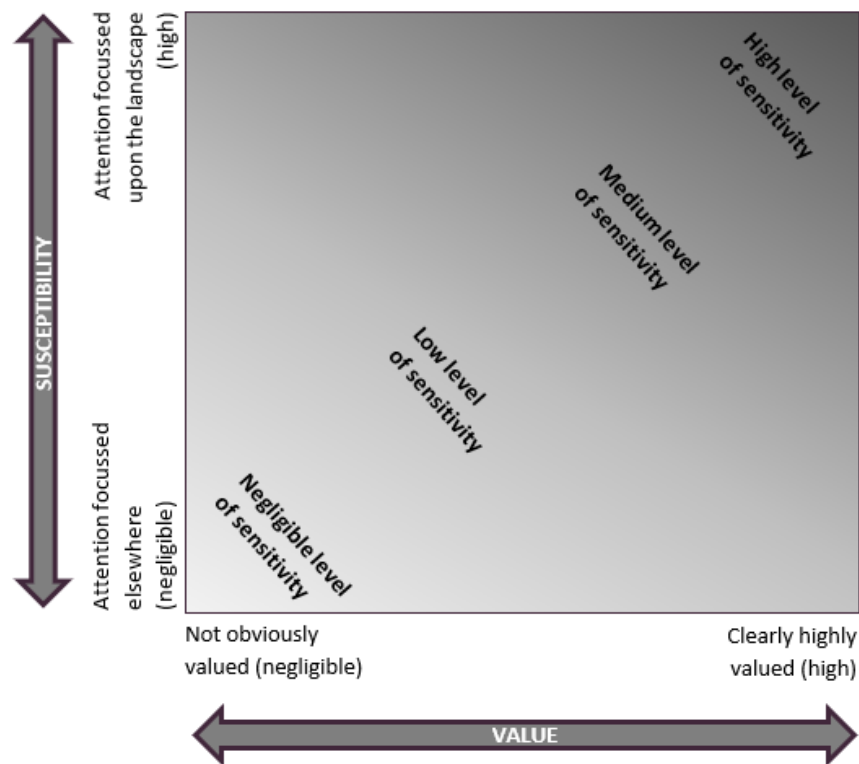 SUSCEPTIBILITY
Attention focussed
upon the landscape
(high)
Attention focussed
elsewhere
(negligible)
High level
of sensitivity
Medium level
of sensitivity
Low level
of sensitivity
Negligible level
of sensitivity
Not obviously
valued (negligible)
Clearly highly
valued (high)
VALUE